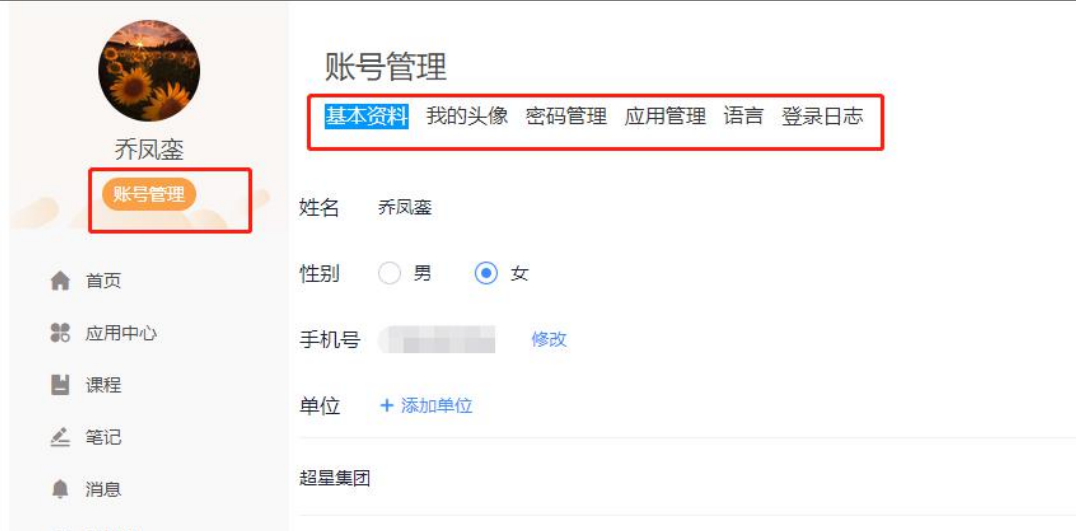 乔凤銮
账号管理
首页
应用中心
课程
笔记
消息
账号管理
基本资料 我的头像 密码管理 应用管理 语言 登录日志
姓名 乔凤銮
性别 男 女
手机号 修改
单位 + 添加单位
超星集团